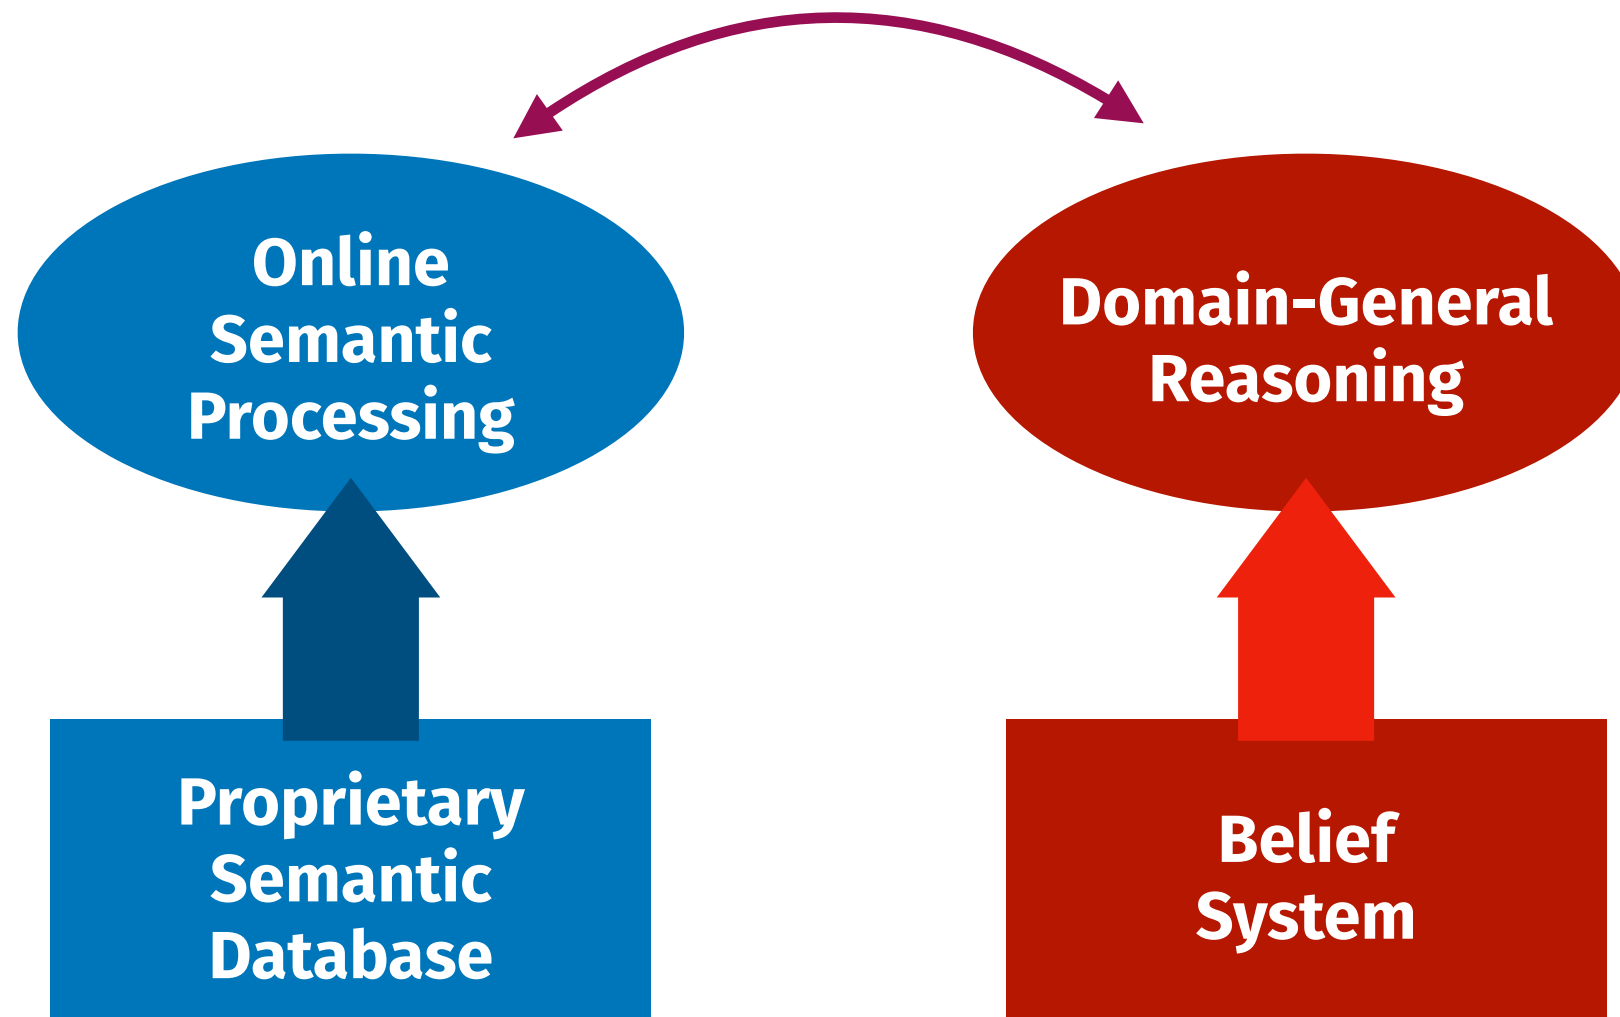 Online
Semantic
Processing
Domain-General
Reasoning
Proprietary
Semantic
Database
Belief
System